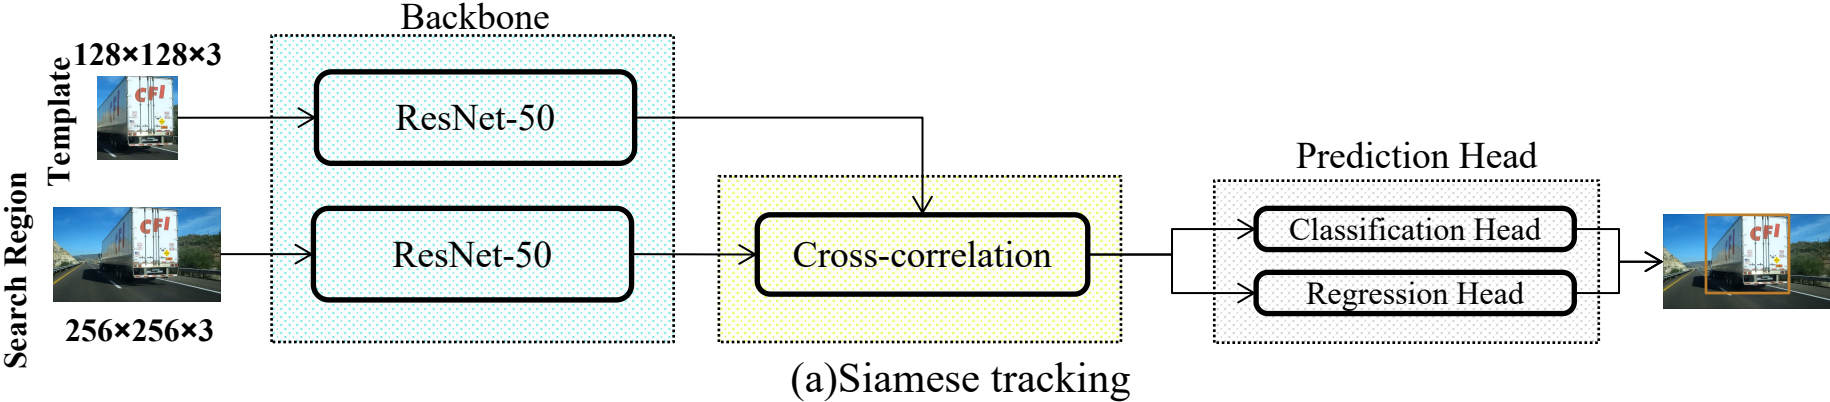 Backbone
128×128×3
Template
CFI
ResNet-50
Search Region
CFI
256×256×3
ResNet-50
Cross-correlation
Prediction Head
Classification Head
Regression Head
CFI
(a)Siamese tracking